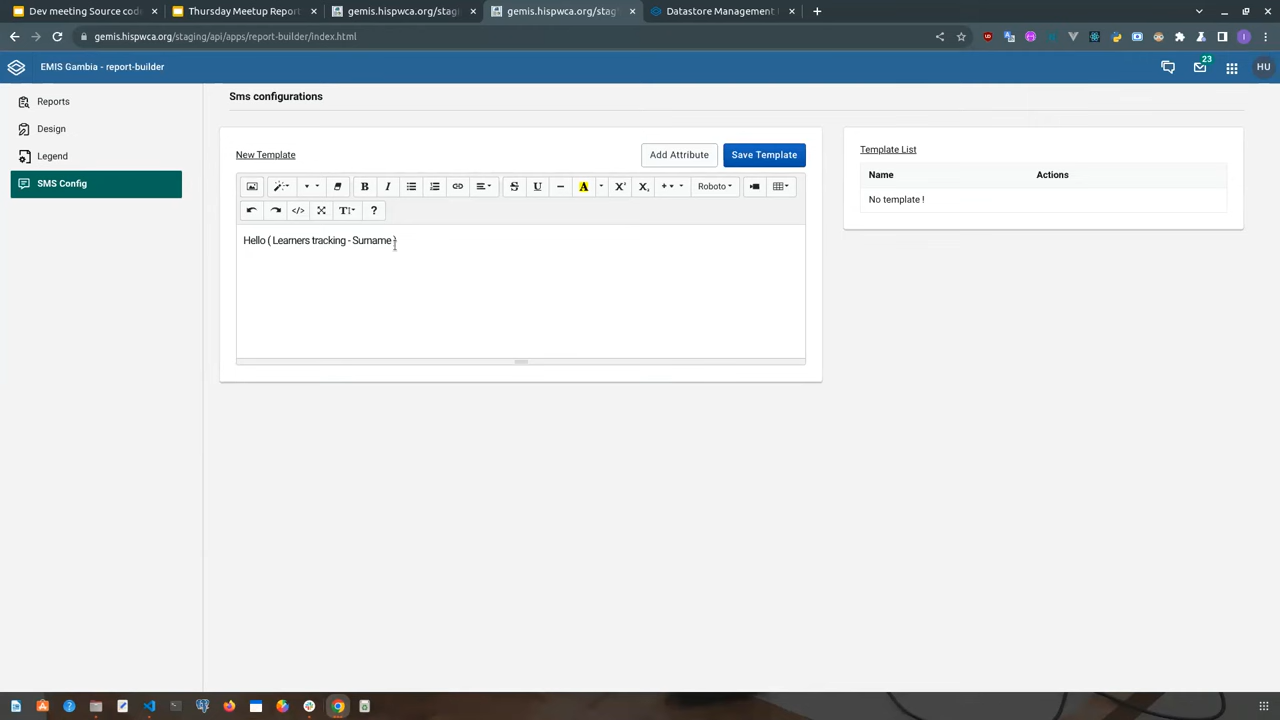 Dev meeting Source cod
Thursday Meetup Report
gemis.hispwca.org/stagi
gemis.hispwca.org/stag
Datastore Management
gemis.hispwca.org/staging/api/apps/report-builder/index.html
EMIS Gambia - report-builder
23
HU
Reports
Design
Legend
SMS Config
Sms configurations
New Template
Add Attribute
Save Template
Roboto
Hello ( Learners tracking - Surname )
Template List
Name Actions
No template !